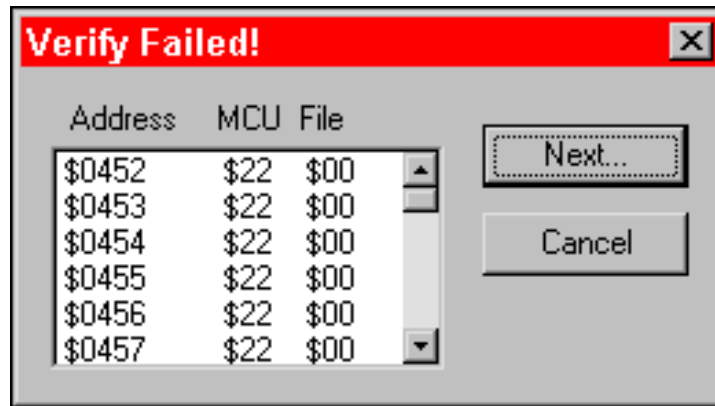 Verify Failed!
Address MCU File
$0452 $22 $00
$0453 $22 $00
$0454 $22 $00
$0455 $22 $00
$0456 $22 $00
$0457 $22 $00
Next...
Cancel